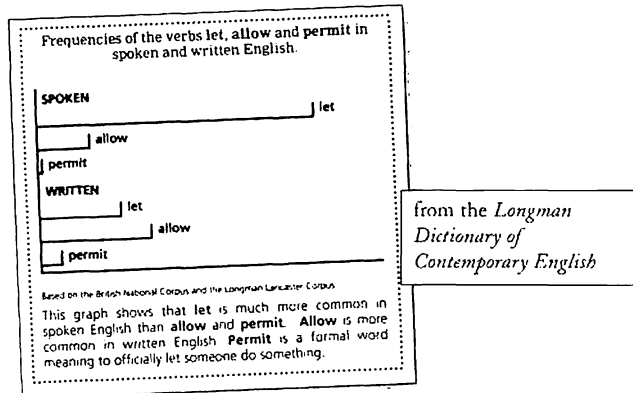 Frequencies of the verbs let, allow and permit in
spoken and written English.
SPOKEN
let
allow
permit
WRITTEN
let
allow
permit
Based on the British National Corpus and the Longman Lancaster Corpus
This graph shows that let is much more common in
spoken English than allow and permit. Allow is more
common in written English Permit is a formal word
meaning to officially let someone do something.
from the Longman
Dictionary of
Contemporary English